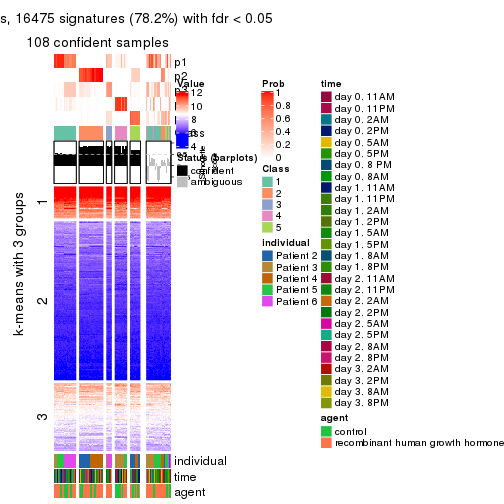 s, 16475 signatures (78.2%) with fdr < 0.05
108 confident samples
p1
p2
p3
k-means with 3 groups
1
2
3
individual
time
agent
Value
12
10
8
6
4
Status (barplots)
confident
ambiguous
Prob
1
0.8
0.6
0.4
0.2
0
Class
1
2
3
4
5
individual
Patient 2
Patient 3
Patient 4
Patient 5
Patient 6
time
day 0. 11AM
day 0. 11PM
day 0. 2AM
day 0. 2PM
day 0. 5AM
day 0. 5PM
day 0. 8 PM
day 0. 8AM
day 1. 11AM
day 1. 11PM
day 1. 2AM
day 1. 2PM
day 1. 5AM
day 1. 5PM
day 1. 8AM
day 1. 8PM
day 2. 11AM
day 2. 11PM
day 2. 2AM
day 2. 2PM
day 2. 5AM
day 2. 5PM
day 2. 8AM
day 2. 8PM
day 3. 2AM
day 3. 2PM
day 3. 8AM
day 3. 8PM
agent
control
recombinant human growth hormone